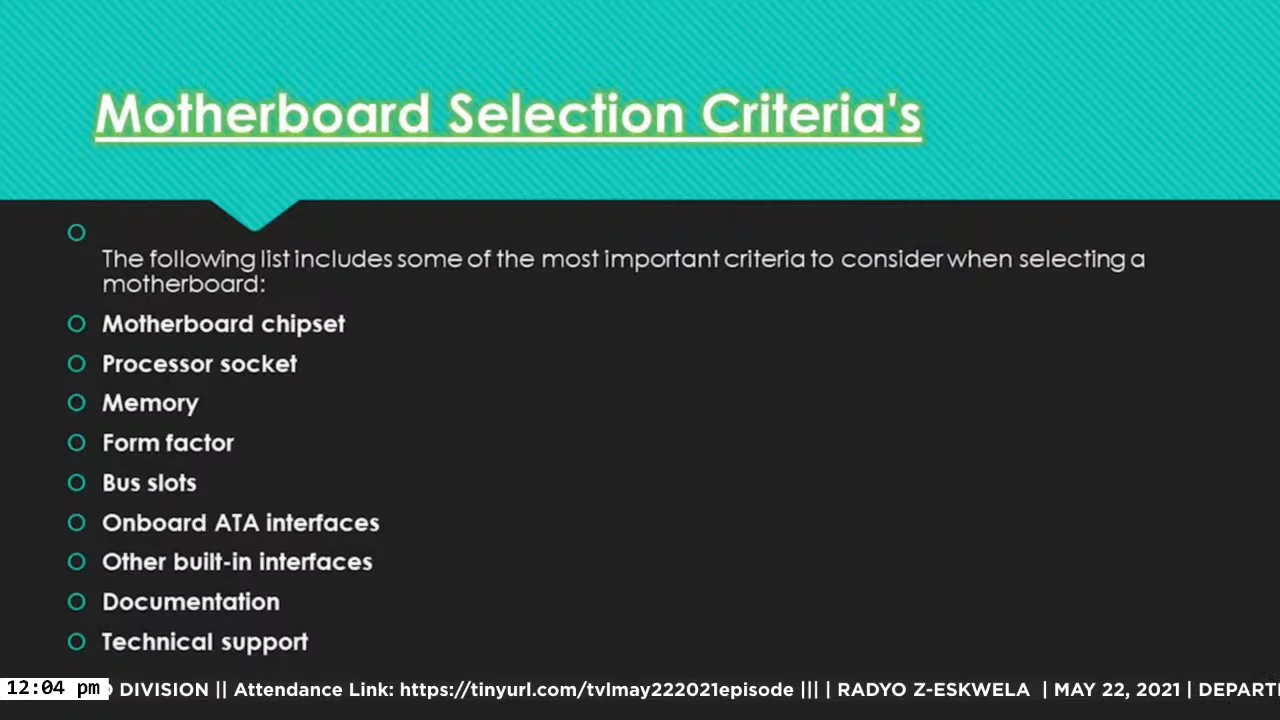 Motherboard Selection Criteria's
The following list includes some of the most important criteria to consider when selecting a
motherboard:
Motherboard chipset
Processor socket
Memory
Form factor
Bus slots
Onboard ATA interfaces
Other built-in interfaces
Documentation
Technical support
12:04 pm DIVISION || Attendance Link: https://tinyurl.com/tvlmay222021episode ||| | RADYO Z-ESKWELA | MAY 22, 2021 |